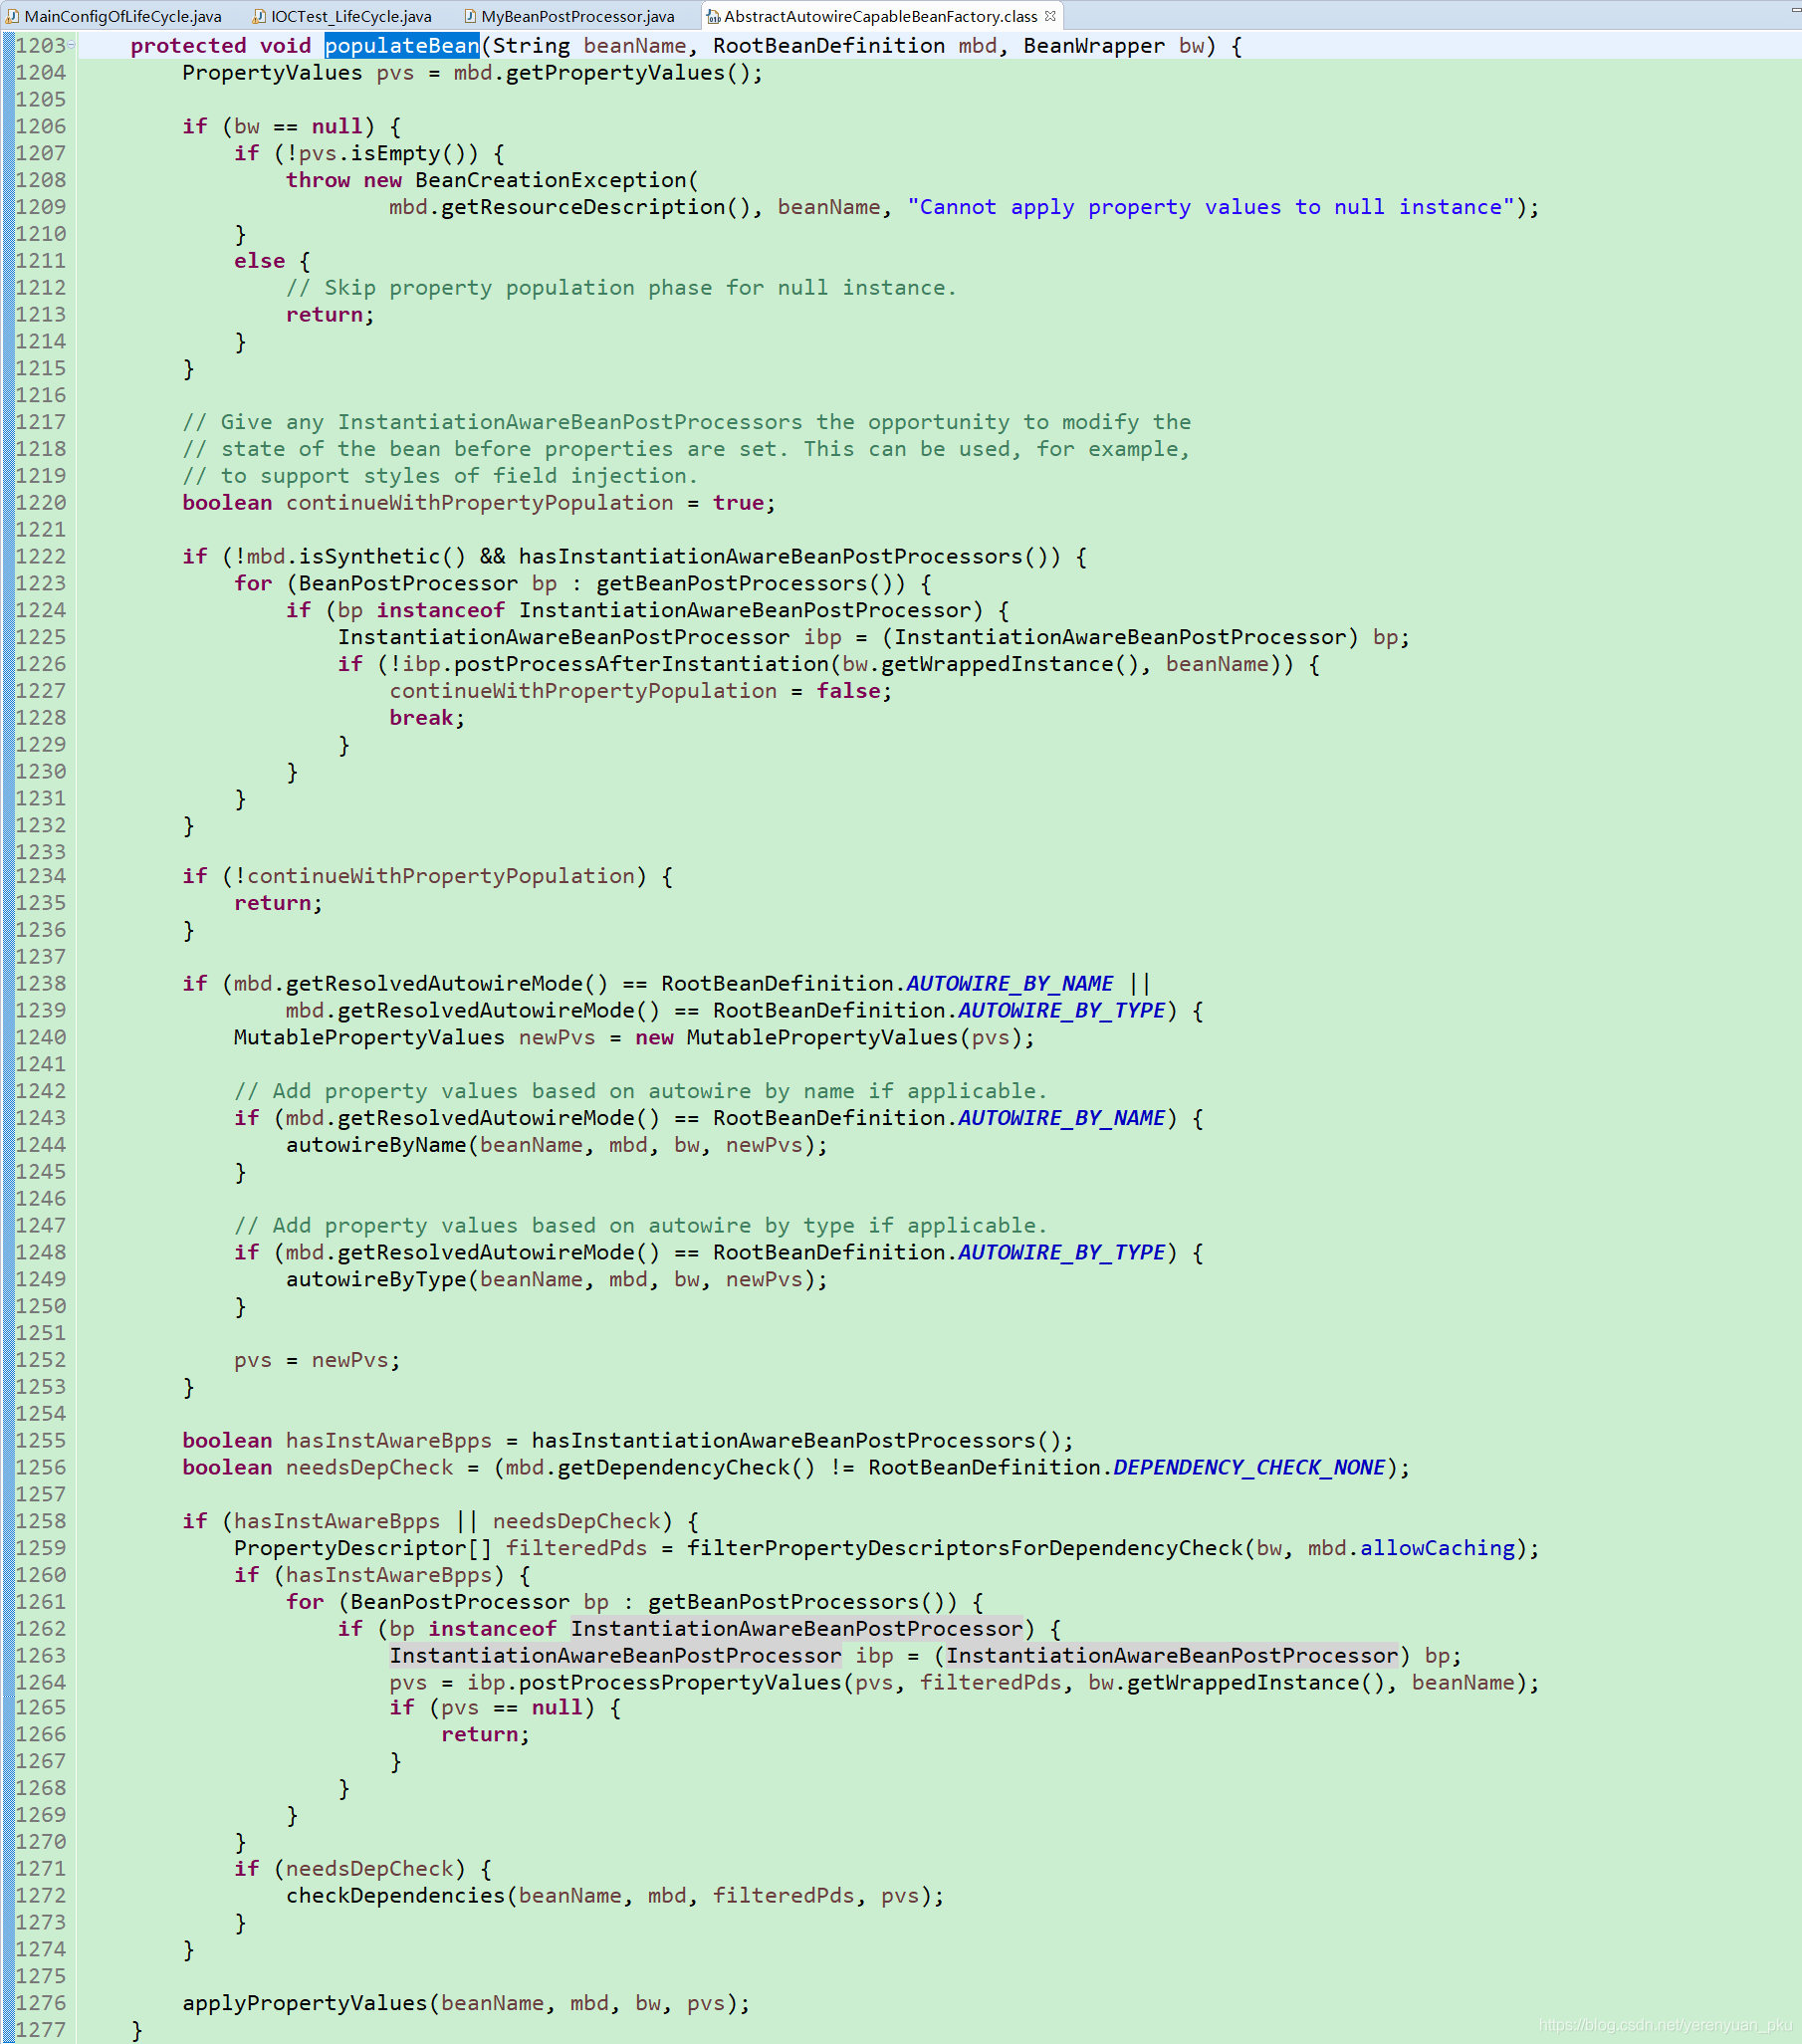 MainConfigOfLifeCycle.java IOCTest_LifeCycle.java MyBeanPostProcessor.java AbstractAutowireCapableBeanFactory.class
1203 protected void populateBean(String beanName, RootBeanDefinition mbd, BeanWrapper bw) {
1204 PropertyValues pvs = mbd.getPropertyValues();
1205
1206 if (bw == null) {
1207 if (!pvs.isEmpty()) {
1208 throw new BeanCreationException(
1209 mbd.getResourceDescription(), beanName, "Cannot apply property values to null instance");
1210 }
1211 else {
1212 // Skip property population phase for null instance.
1213 return;
1214 }
1215 }
1216
1217 // Give any InstantiationAwareBeanPostProcessors the opportunity to modify the
1218 // state of the bean before properties are set. This can be used, for example,
1219 // to support styles of field injection.
1220 boolean continueWithPropertyPopulation = true;
1221
1222 if (!mbd.isSynthetic() && hasInstantiationAwareBeanPostProcessors()) {
1223 for (BeanPostProcessor bp : getBeanPostProcessors()) {
1224 if (bp instanceof InstantiationAwareBeanPostProcessor) {
1225 InstantiationAwareBeanPostProcessor ibp = (InstantiationAwareBeanPostProcessor) bp;
1226 if (!ibp.postProcessAfterInstantiation(bw.getWrappedInstance(), beanName)) {
1227 continueWithPropertyPopulation = false;
1228 break;
1229 }
1230 }
1231 }
1232 }
1233
1234 if (!continueWithPropertyPopulation) {
1235 return;
1236 }
1237
1238 if (mbd.getResolvedAutowireMode() == RootBeanDefinition.AUTOWIRE_BY_NAME ||
1239 mbd.getResolvedAutowireMode() == RootBeanDefinition.AUTOWIRE_BY_TYPE) {
1240 MutablePropertyValues newPvs = new MutablePropertyValues(pvs);
1241
1242 // Add property values based on autowire by name if applicable.
1243 if (mbd.getResolvedAutowireMode() == RootBeanDefinition.AUTOWIRE_BY_NAME) {
1244 autowireByName(beanName, mbd, bw, newPvs);
1245 }
1246
1247 // Add property values based on autowire by type if applicable.
1248 if (mbd.getResolvedAutowireMode() == RootBeanDefinition.AUTOWIRE_BY_TYPE) {
1249 autowireByType(beanName, mbd, bw, newPvs);
1250 }
1251
1252 pvs = newPvs;
1253 }
1254
1255 boolean hasInstAwareBpps = hasInstantiationAwareBeanPostProcessors();
1256 boolean needsDepCheck = (mbd.getDependencyCheck() != RootBeanDefinition.DEPENDENCY_CHECK_NONE);
1257
1258 if (hasInstAwareBpps || needsDepCheck) {
1259 PropertyDescriptor[] filteredPds = filterPropertyDescriptorsForDependencyCheck(bw, mbd.allowCaching);
1260 if (hasInstAwareBpps) {
1261 for (BeanPostProcessor bp : getBeanPostProcessors()) {
1262 if (bp instanceof InstantiationAwareBeanPostProcessor) {
1263 InstantiationAwareBeanPostProcessor ibp = (InstantiationAwareBeanPostProcessor) bp;
1264 pvs = ibp.postProcessPropertyValues(pvs, filteredPds, bw.getWrappedInstance(), beanName);
1265 if (pvs == null) {
1266 return;
1267 }
1268 }
1269 }
1270 }
1271 if (needsDepCheck) {
1272 checkDependencies(beanName, mbd, filteredPds, pvs);
1273 }
1274 }
1275
1276 applyPropertyValues(beanName, mbd, bw, pvs);
1277 }
https://blog.csdn.net/yerenyuan_pku